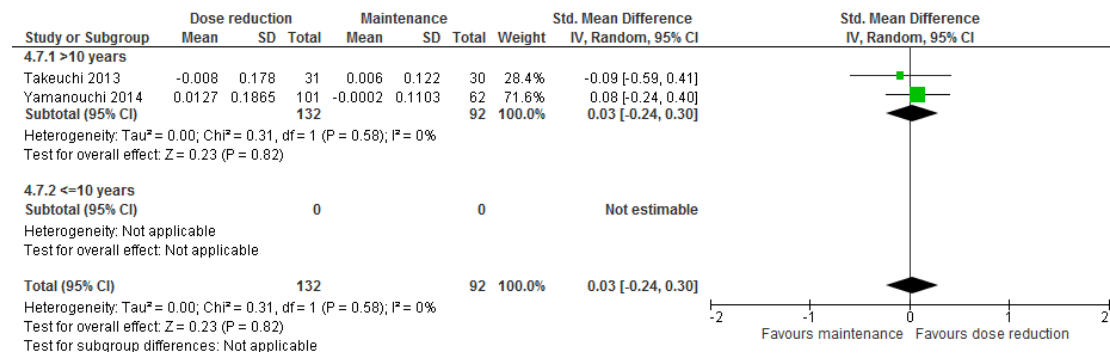 Dose reduction Maintenance Std. Mean Difference Std. Mean Difference
Study or Subgroup Mean SD Total Mean SD Total Weight IV, Random, 95% CI IV, Random, 95% CI
4.7.1 >10 years
Takeuchi 2013 -0.008 0.178 31 0.006 0.122 30 28.4% -0.09 [-0.59, 0.41]
Yamanouchi 2014 0.0127 0.1865 101 -0.0002 0.1103 62 71.6% 0.08 [-0.24, 0.40]
Subtotal (95% CI) 132 92 100.0% 0.03 [-0.24, 0.30]
Heterogeneity: Tau² = 0.00; Chi² = 0.31, df = 1 (P = 0.58); I² = 0%
Test for overall effect: Z = 0.23 (P = 0.82)
4.7.2 <=10 years
Subtotal (95% CI) 0 0 Not estimable
Heterogeneity: Not applicable
Test for overall effect: Not applicable
Total (95% CI) 132 92 100.0% 0.03 [-0.24, 0.30]
Heterogeneity: Tau² = 0.00; Chi² = 0.31, df = 1 (P = 0.58); I² = 0%
Test for overall effect: Z = 0.23 (P = 0.82)
Test for subgroup differences: Not applicable
-2 -1 0 1 2
Favours maintenance Favours dose reduction